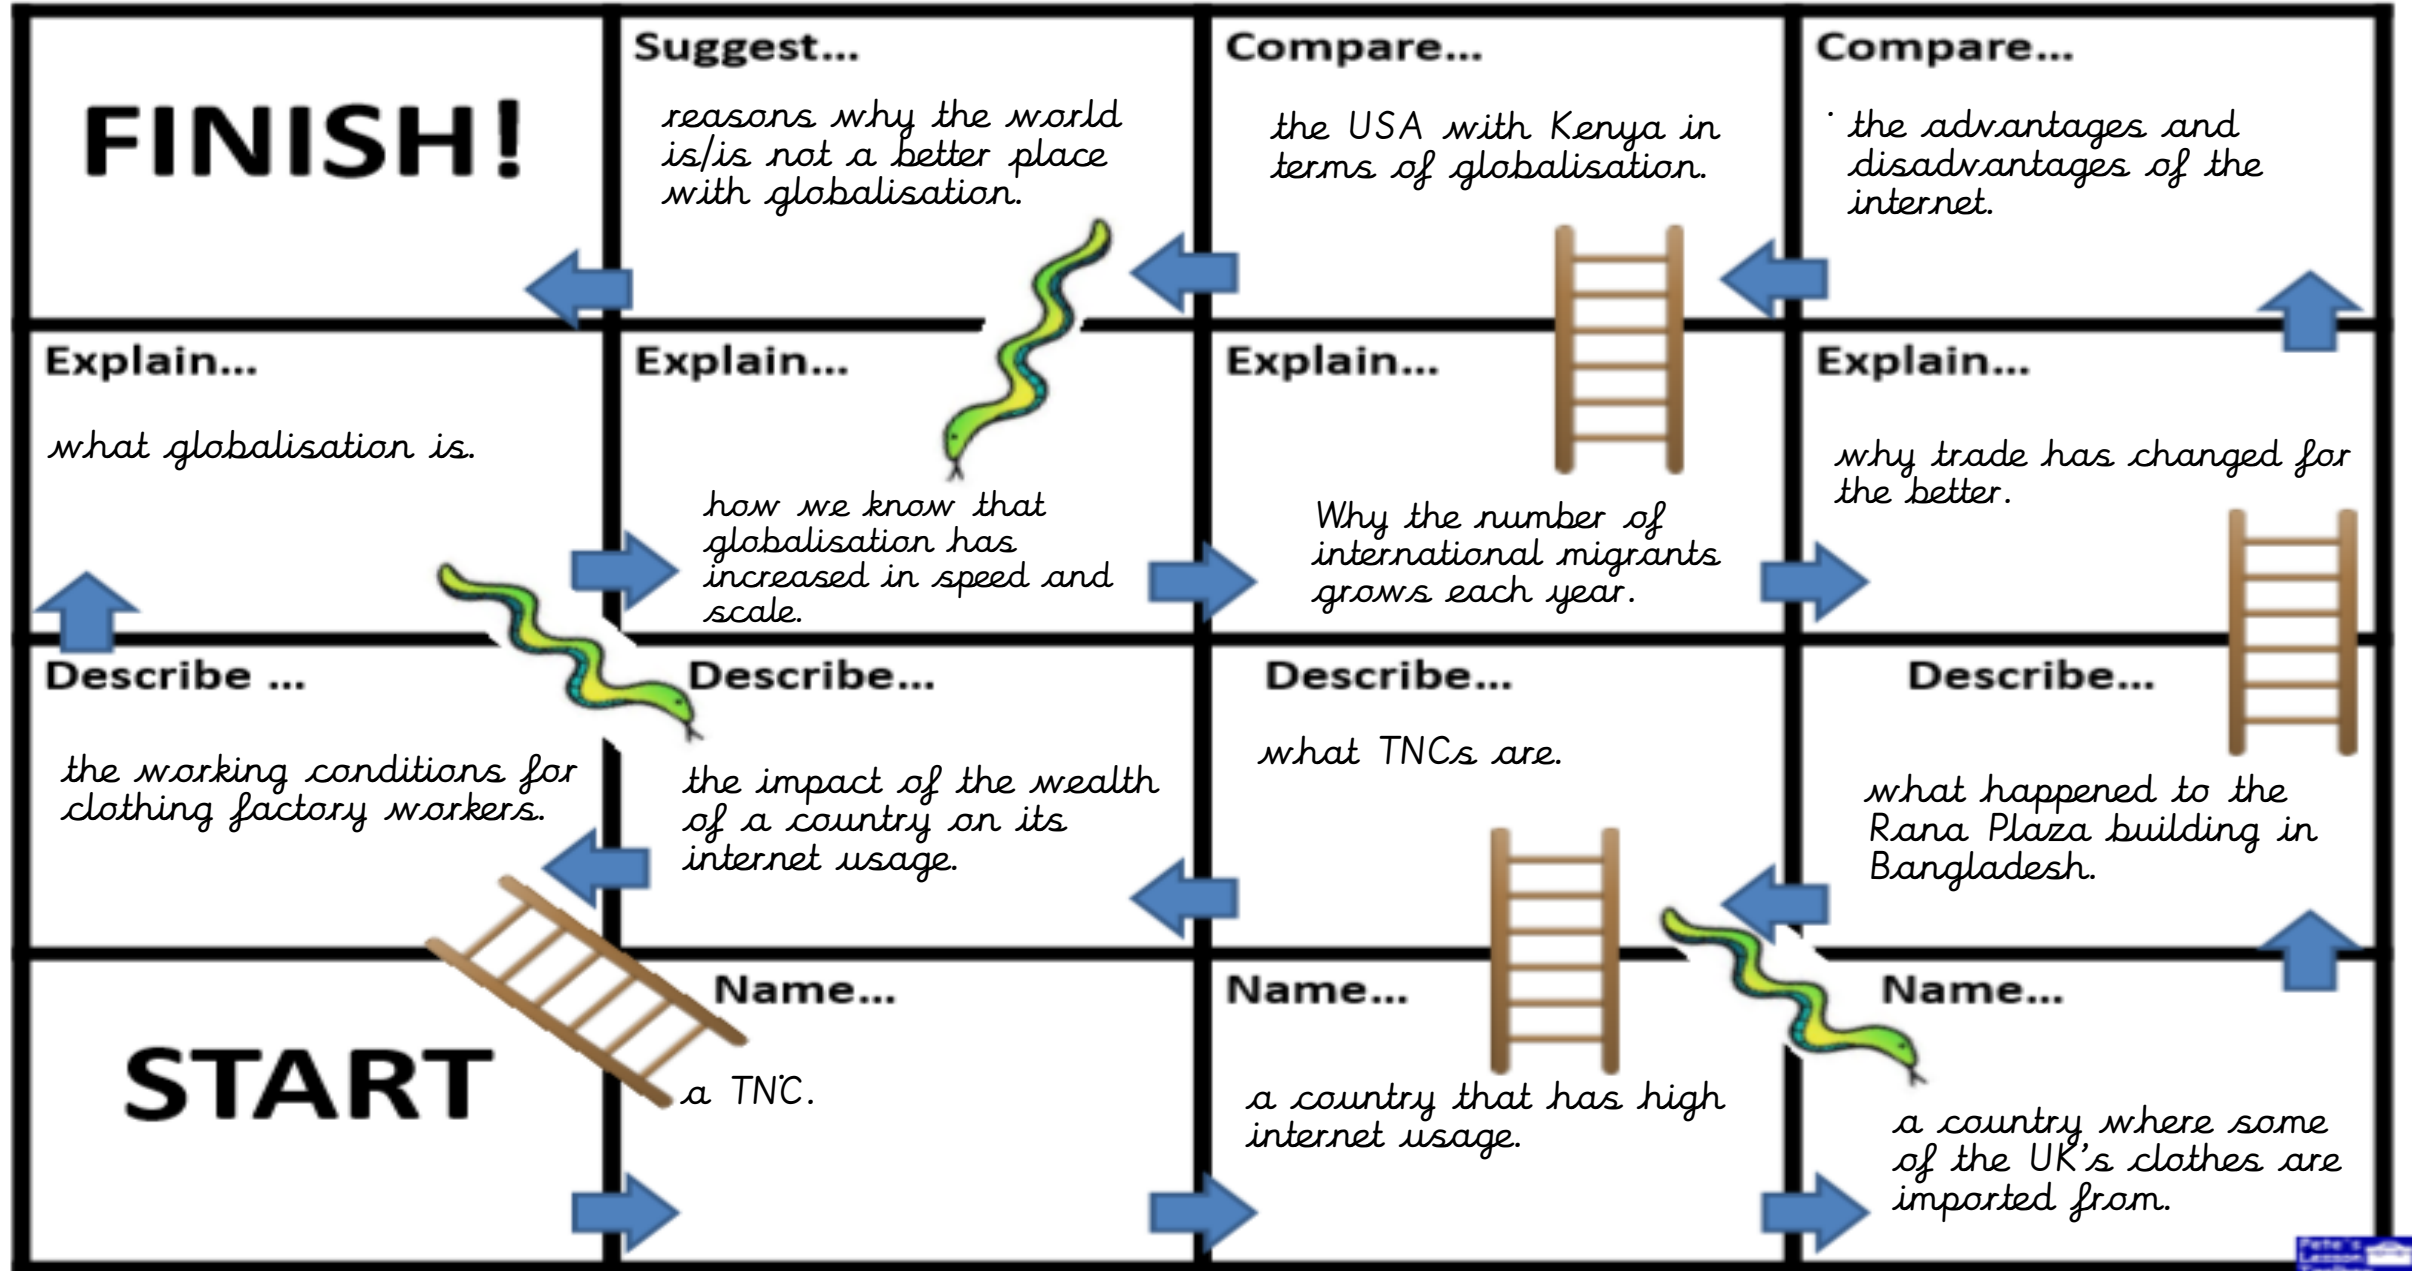 FINISH!
Suggest...
reasons why the world
is/is not a better place
with globalisation.
Compare...
the USA with Kenya in
terms of globalisation.
Compare...
the advantages and
disadvantages of the
internet.
Explain...
what globalisation is.
Explain...
how we know that
globalisation has
increased in speed and
scale.
Explain...
Why the number of
international migrants
grows each year.
Explain...
why trade has changed for
the better.
Describe ...
the working conditions for
clothing factory workers.
Describe...
the impact of the wealth
of a country on its
internet usage.
Describe...
what TNCs are.
Describe...
what happened to the
Rana Plaza building in
Bangladesh.
START
Name...
a TNC.
Name...
a country that has high
internet usage.
Name...
a country where some
of the UK's clothes are
imported from.
Pete's
Lesson